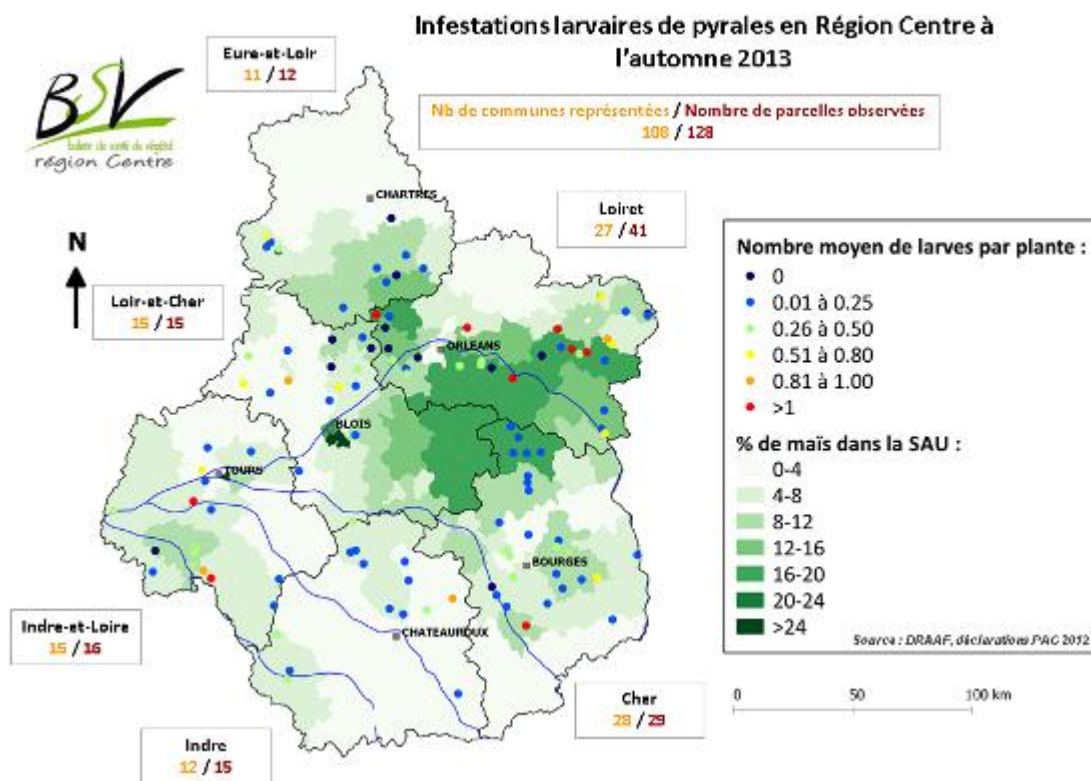 Infestations larvaires de pyrales en Région Centre à
l'automne 2013
Eure-et-Loir
11 / 12
BSV
bulletin de santé du végétal
région Centre
Nb de communes représentées / Nombre de parcelles observées
108 / 128
CHARTRES
Loiret
27 / 41
N
Loir-et-Cher
15 / 15
ORLEANS
BLOIS
TOURS
BOURGES
CHATEAUROUX
Nombre moyen de larves par plante :
0
0.01 à 0.25
0.26 à 0.50
0.51 à 0.80
0.81 à 1.00
>1
% de maïs dans la SAU :
0-4
4-8
8-12
12-16
16-20
20-24
>24
Source : DRAAF, déclarations PAC 2012
Indre-et-Loire
15 / 16
Cher
28 / 29
0 50 100 km
Indre
12 / 15